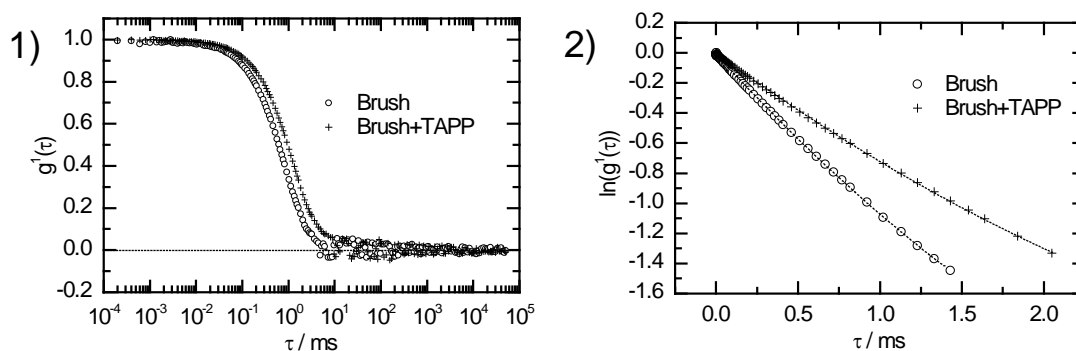 1)
1.0
0.8
0.6
0.4
0.2
0.0
-0.2
g¹(τ)
Brush
Brush+TAPP
10⁻⁴ 10⁻³ 10⁻² 10⁻¹ 10⁰ 10¹ 10² 10³ 10⁴ 10⁵
τ / ms
2)
0.2
0.0
-0.2
-0.4
-0.6
-0.8
-1.0
-1.2
-1.4
-1.6
ln(g¹(τ))
Brush
Brush+TAPP
0.0 0.5 1.0 1.5 2.0
τ / ms